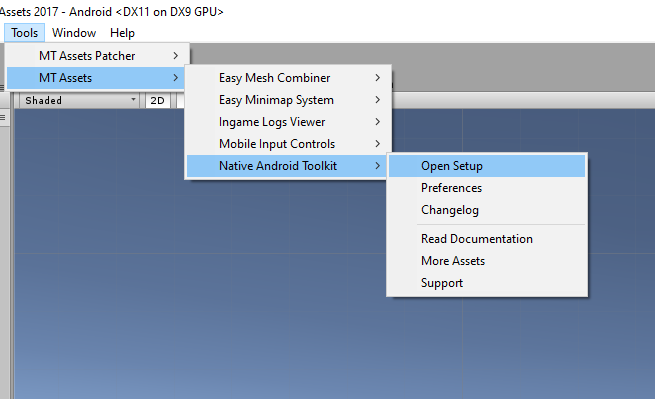 Assets 2017 - Android <DX11 on DX9 GPU>
Tools Window Help
MT Assets Patcher
MT Assets
Shaded 2D
Easy Mesh Combiner
Easy Minimap System
Ingame Logs Viewer
Mobile Input Controls
Native Android Toolkit
Open Setup
Preferences
Changelog
Read Documentation
More Assets
Support